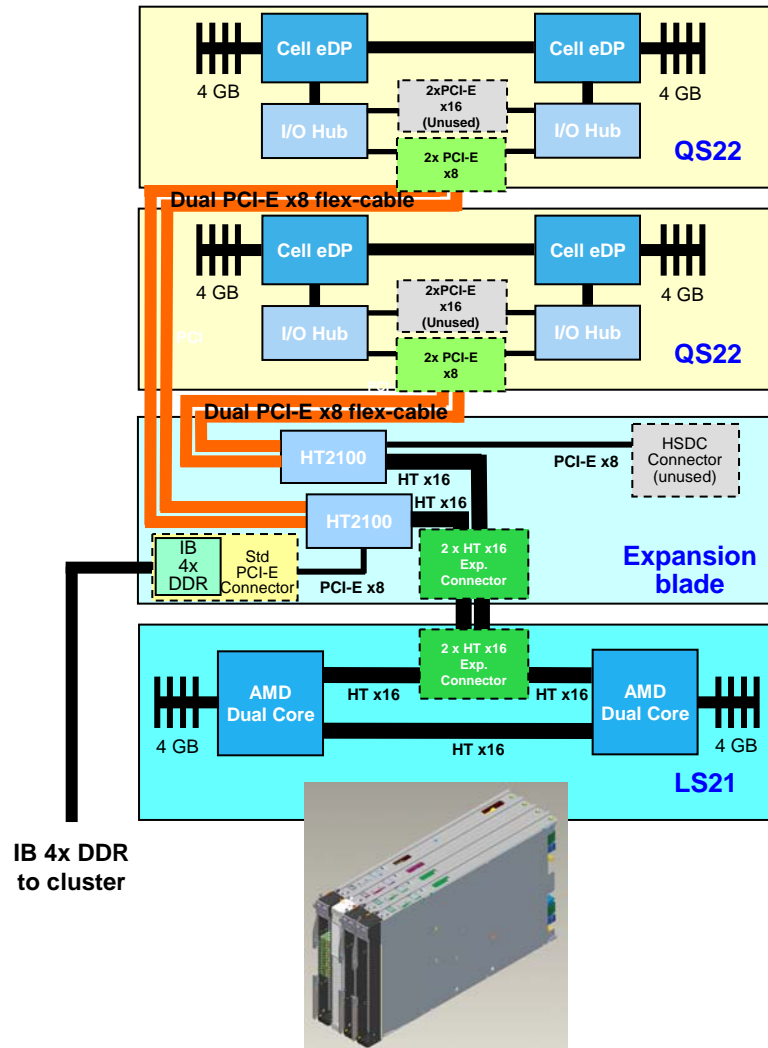 Cell eDP
Cell eDP
4 GB
4 GB
2xPCI-E
x16
(Unused)
I/O Hub
I/O Hub
2x PCI-E
x8
QS22
Dual PCI-E x8 flex-cable
Cell eDP
Cell eDP
4 GB
4 GB
2xPCI-E
x16
(Unused)
I/O Hub
I/O Hub
PCI
2x PCI-E
x8
QS22
Dual PCI-E x8 flex-cable
HT2100
PCI-E x8
HSDC
Connector
(unused)
HT x16
HT2100
HT x16
2 x HT x16
Exp.
Connector
Expansion
blade
IB
4x
DDR
Std
PCI-E
Connector
PCI-E x8
2 x HT x16
Exp.
Connector
AMD
Dual Core
HT x16
HT x16
AMD
Dual Core
4 GB
4 GB
HT x16
LS21
IB 4x DDR
to cluster